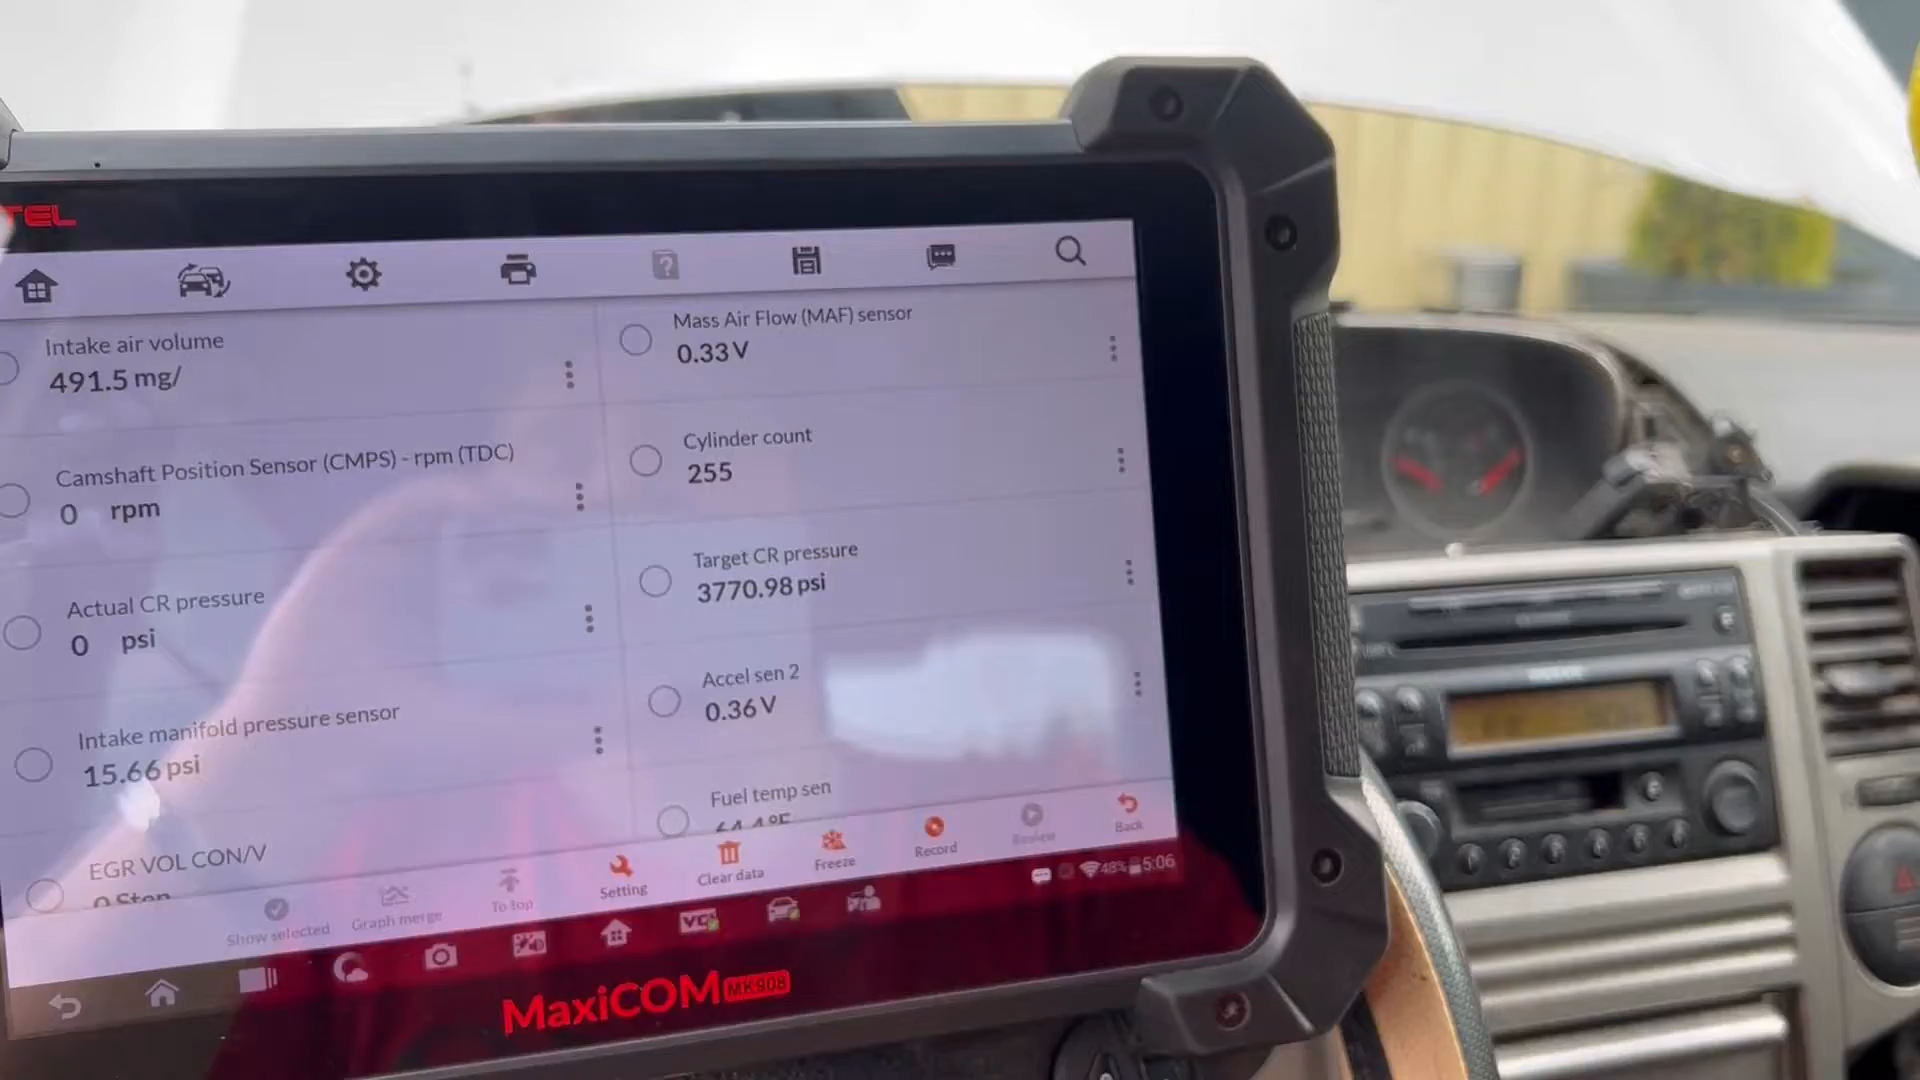 TEL
Intake air volume
491.5 mg/
Mass Air Flow (MAF) sensor
0.33 V
Camshaft Position Sensor (CMPS) - rpm (TDC)
0 rpm
Cylinder count
255
Actual CR pressure
0 psi
Target CR pressure
3770.98 psi
Intake manifold pressure sensor
15.66 psi
Accel sen 2
0.36 V
EGR VOL CON/V
0 Step
Fuel temp sen
Show selected
Graph merge
To top
Setting
Clear data
Freeze
Record
Review
Back
VCI
48% 5:06
MaxiCOM MK908